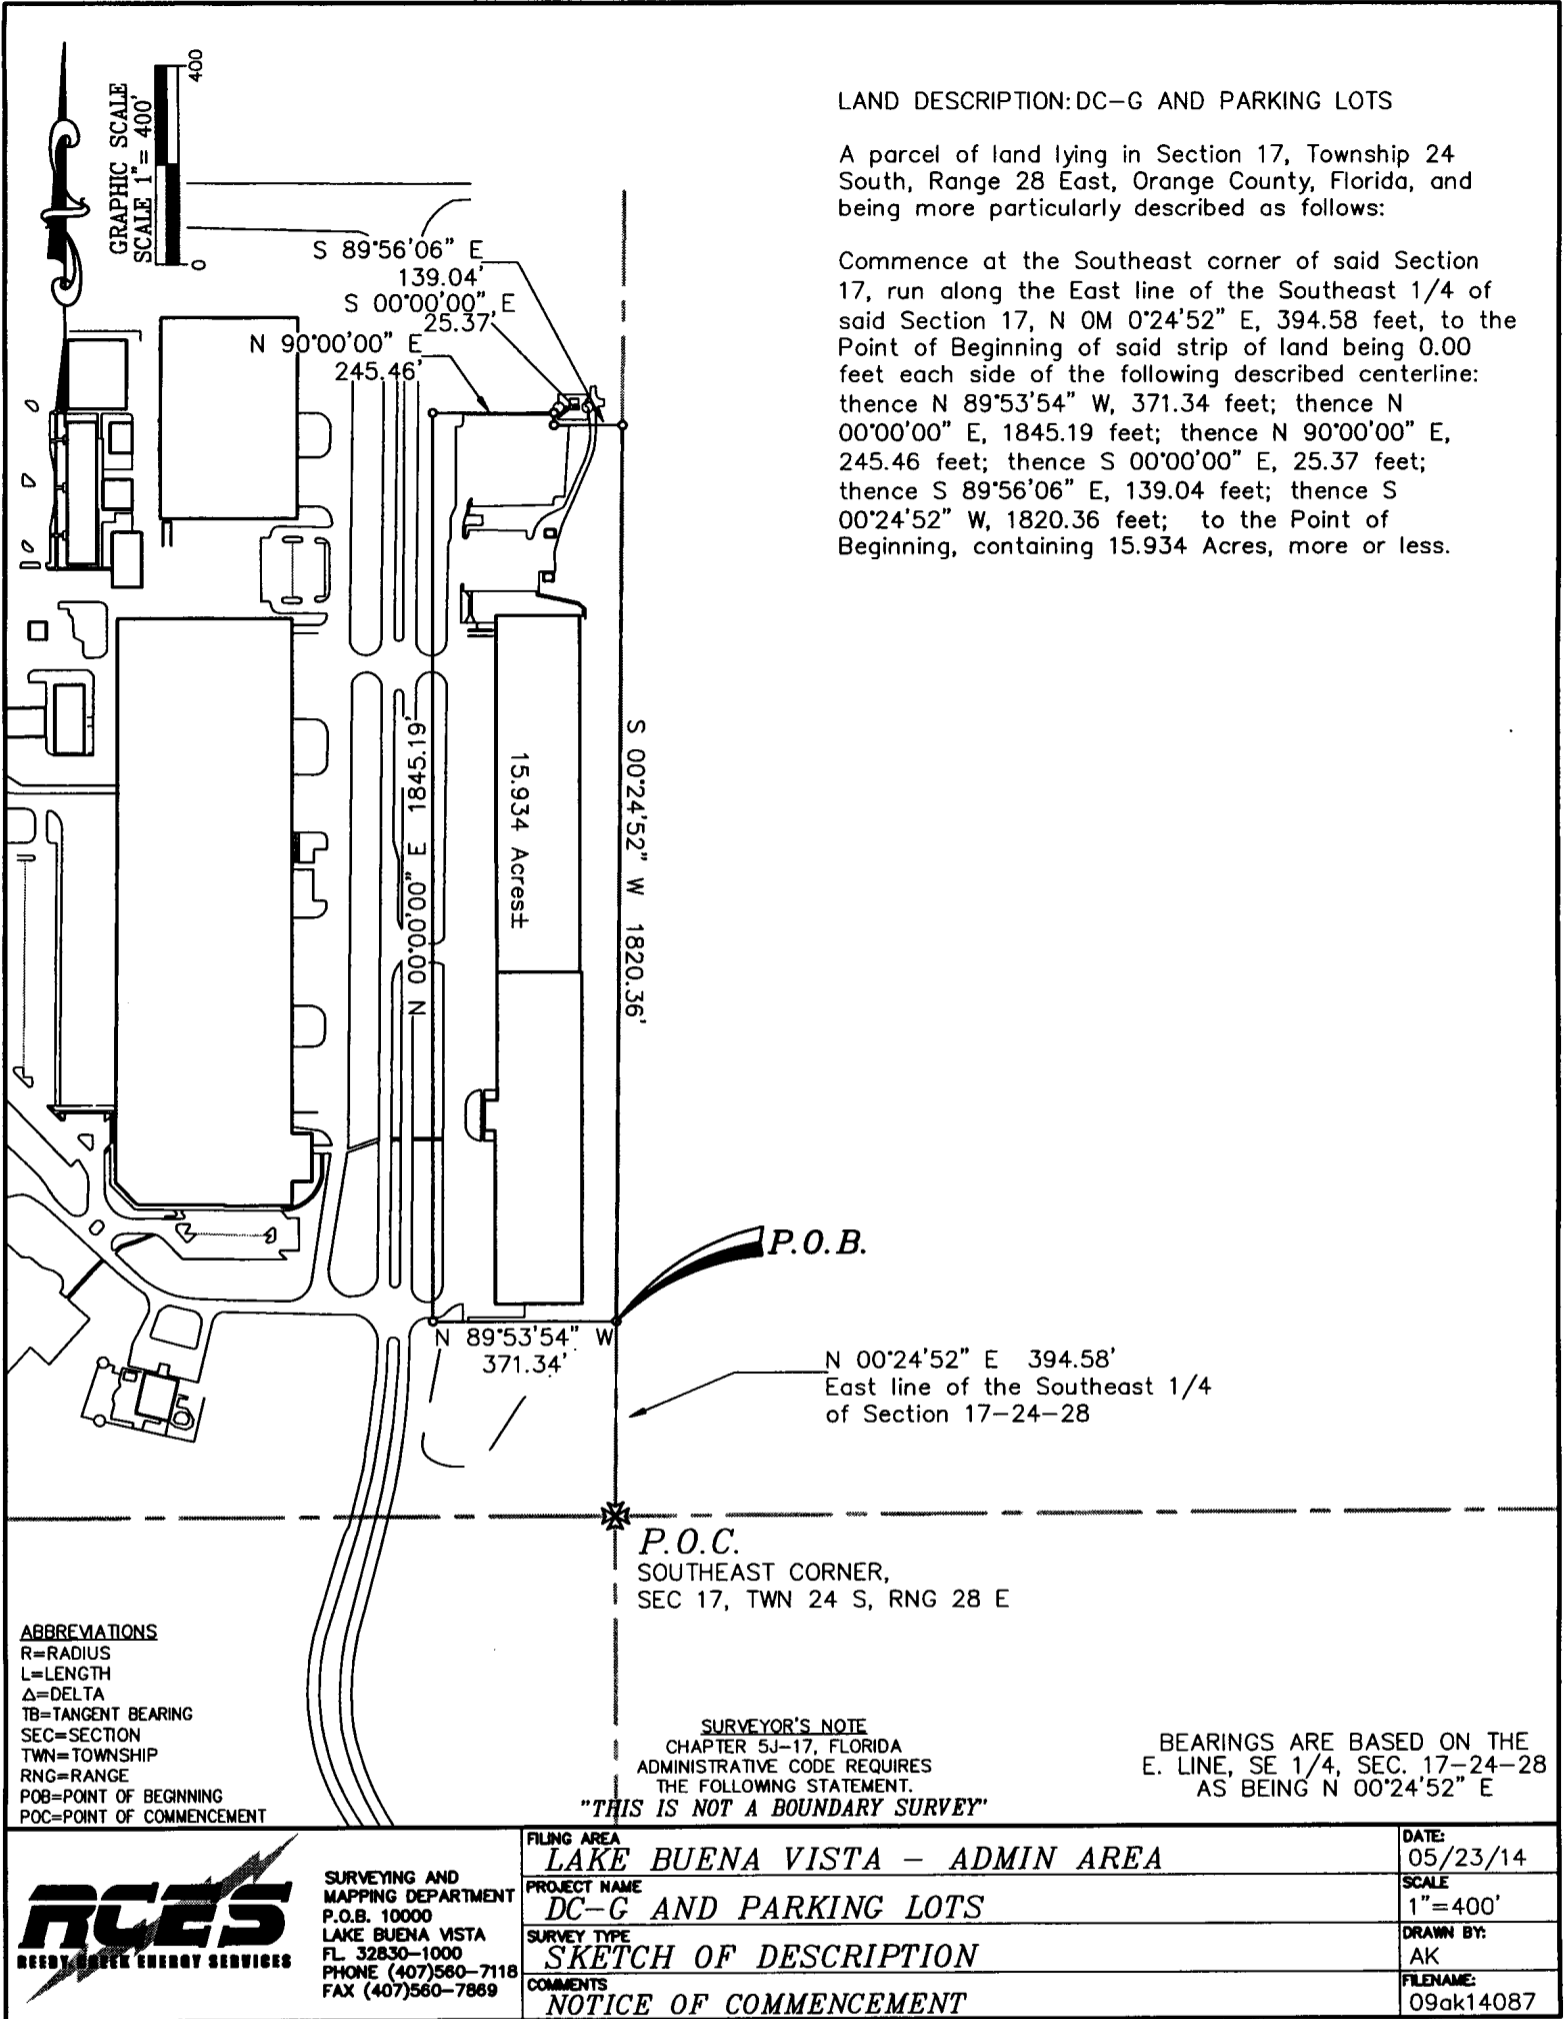 GRAPHIC SCALE
SCALE 1"= 400'
0
400
LAND DESCRIPTION: DC-G AND PARKING LOTS
A parcel of land lying in Section 17, Township 24
South, Range 28 East, Orange County, Florida, and
being more particularly described as follows:
Commence at the Southeast corner of said Section
17, run along the East line of the Southeast 1/4 of
said Section 17, N 0M 0°24'52" E, 394.58 feet, to the
Point of Beginning of said strip of land being 0.00
feet each side of the following described centerline:
thence N 89°53'54" W, 371.34 feet; thence N
00°00'00" E, 1845.19 feet; thence N 90°00'00" E,
245.46 feet; thence S 00°00'00" E, 25.37 feet;
thence S 89°56'06" E, 139.04 feet; thence S
00°24'52" W, 1820.36 feet; to the Point of
Beginning, containing 15.934 Acres, more or less.
S 89°56'06" E
139.04'
S 00°00'00" E
25.37'
N 90°00'00" E
245.46'
N 00°00'00" E 1845.19'
15.934 Acres±
S 00°24'52" W 1820.36'
P.O.B.
N 89°53'54" W
371.34'
N 00°24'52" E 394.58'
East line of the Southeast 1/4
of Section 17-24-28
P.O.C.
SOUTHEAST CORNER,
SEC 17, TWN 24 S, RNG 28 E
ABBREVIATIONS
R=RADIUS
L=LENGTH
Δ=DELTA
TB=TANGENT BEARING
SEC=SECTION
TWN=TOWNSHIP
RNG=RANGE
POB=POINT OF BEGINNING
POC=POINT OF COMMENCEMENT
SURVEYOR'S NOTE
CHAPTER 5J-17, FLORIDA
ADMINISTRATIVE CODE REQUIRES
THE FOLLOWING STATEMENT.
"THIS IS NOT A BOUNDARY SURVEY"
BEARINGS ARE BASED ON THE
E. LINE, SE 1/4, SEC. 17-24-28
AS BEING N 00°24'52" E
RCES
REEDY CREEK ENERGY SERVICES
SURVEYING AND
MAPPING DEPARTMENT
P.O.B. 10000
LAKE BUENA VISTA
FL 32830-1000
PHONE (407)560-7118
FAX (407)560-7869
FILING AREA
LAKE BUENA VISTA - ADMIN AREA
PROJECT NAME
DC-G AND PARKING LOTS
SURVEY TYPE
SKETCH OF DESCRIPTION
COMMENTS
NOTICE OF COMMENCEMENT
DATE:
05/23/14
SCALE
1"=400'
DRAWN BY:
AK
FILENAME:
09ak14087